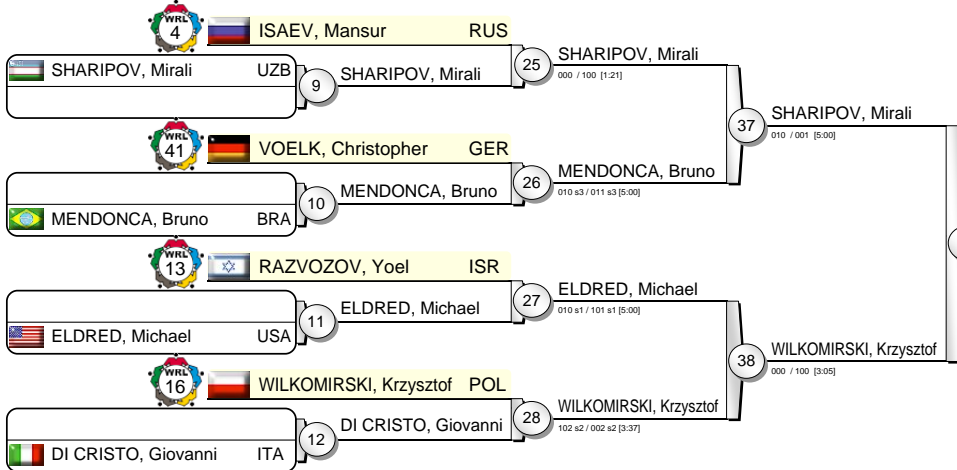 WRL
4
ISAEV, Mansur RUS
SHARIPOV, Mirali UZB
9
SHARIPOV, Mirali
25
SHARIPOV, Mirali
000 / 100 [1:21]
WRL
41
VOELK, Christopher GER
MENDONCA, Bruno BRA
10
MENDONCA, Bruno
26
MENDONCA, Bruno
010 s3 / 011 s3 [5:00]
37
SHARIPOV, Mirali
010 / 001 [5:00]
WRL
13
RAZVOZOV, Yoel ISR
ELDRED, Michael USA
11
ELDRED, Michael
27
ELDRED, Michael
010 s1 / 101 s1 [5:00]
WRL
16
WILKOMIRSKI, Krzysztof POL
DI CRISTO, Giovanni ITA
12
DI CRISTO, Giovanni
28
WILKOMIRSKI, Krzysztof
102 s2 / 002 s2 [3:37]
38
WILKOMIRSKI, Krzysztof
000 / 100 [3:05]